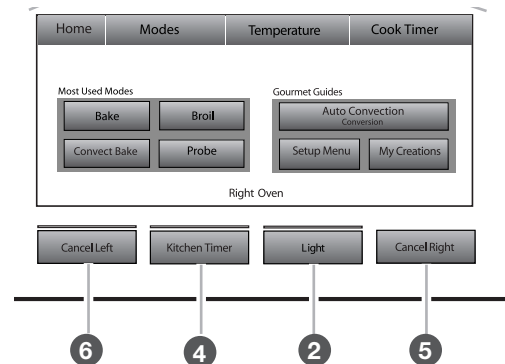 Home Modes Temperature Cook Timer
Most Used Modes Gourmet Guides
Bake Broil Auto Convection
Conversion
Convect Bake Probe Setup Menu My Creations
Right Oven
Cancel Left Kitchen Timer Light Cancel Right
6 4 2 5